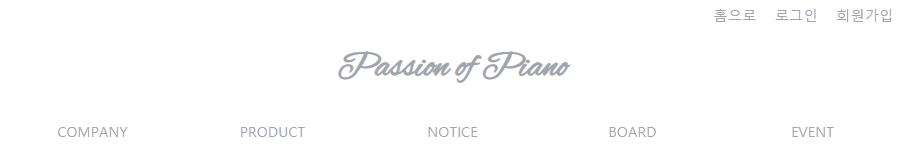 홈으로 로그인 회원가입
Passion of Piano
COMPANY PRODUCT NOTICE BOARD EVENT